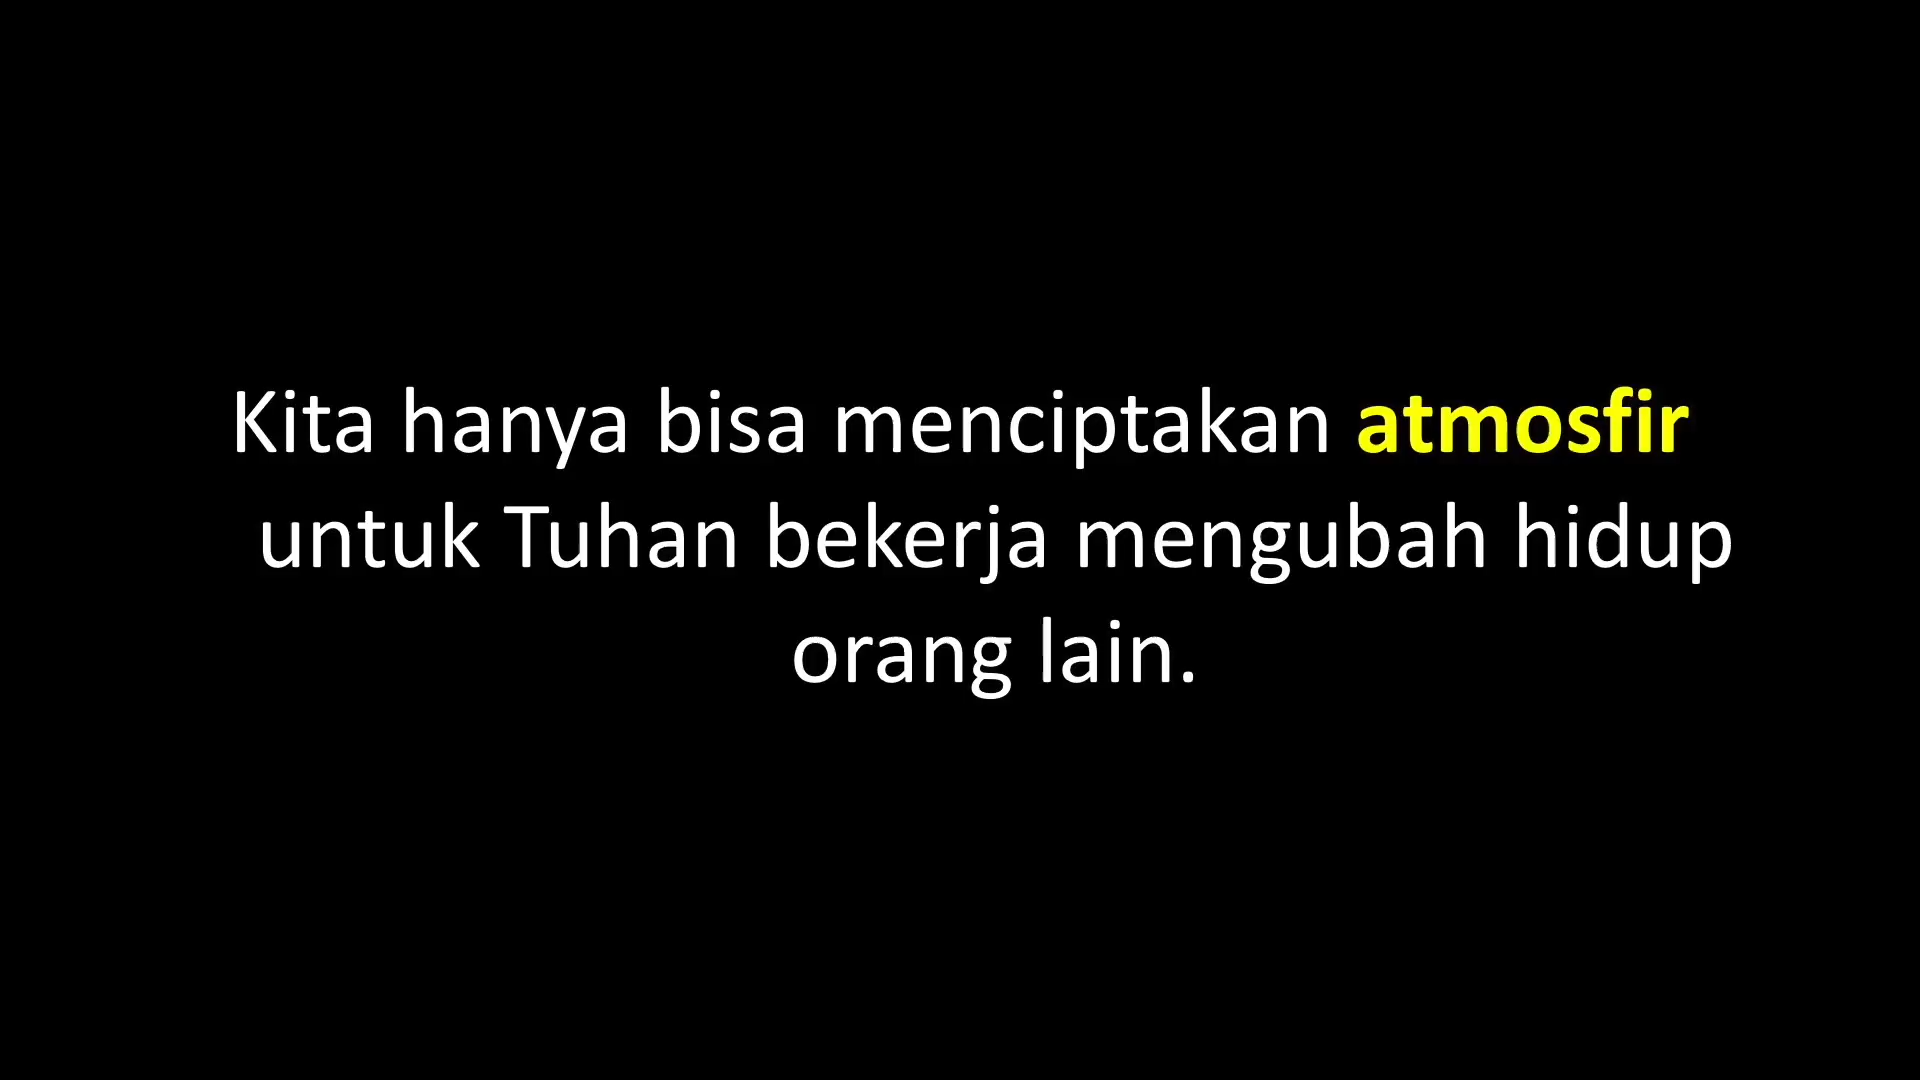 Kita hanya bisa menciptakan atmosfir
untuk Tuhan bekerja mengubah hidup
orang lain.